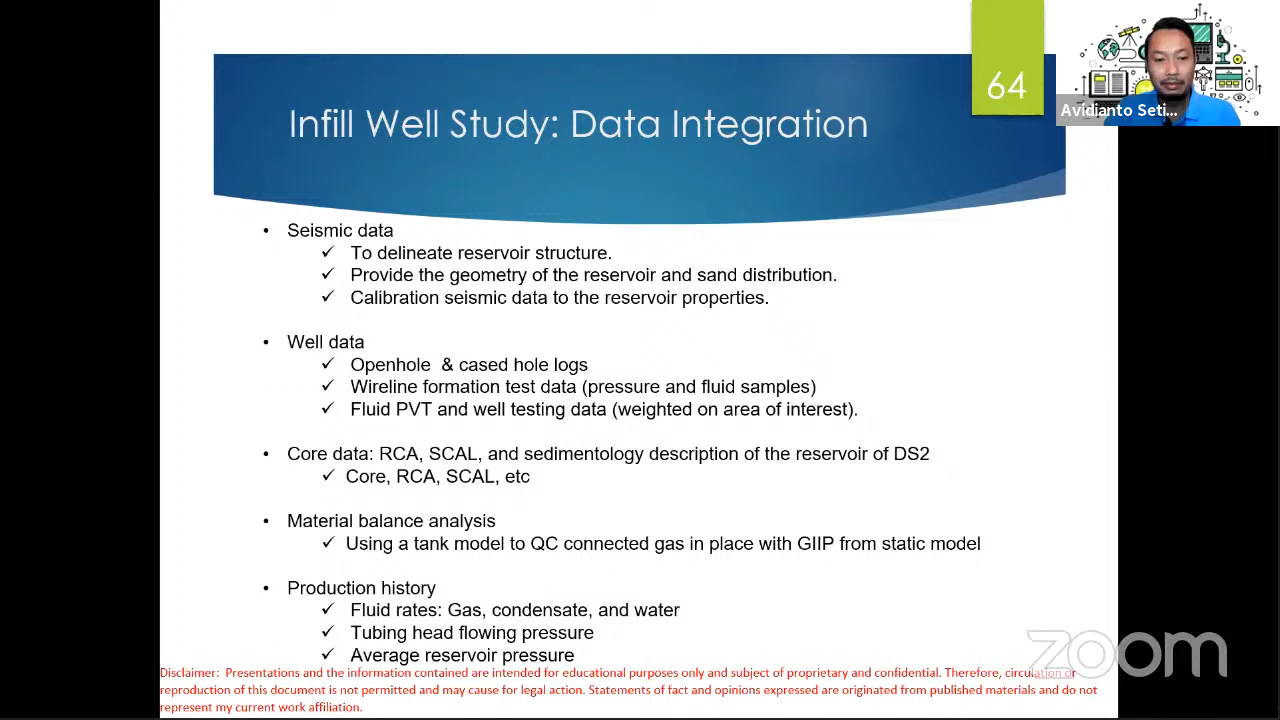 64
Infill Well Study: Data Integration
Avidianto Seti...
• Seismic data
✓ To delineate reservoir structure.
✓ Provide the geometry of the reservoir and sand distribution.
✓ Calibration seismic data to the reservoir properties.
• Well data
✓ Openhole & cased hole logs
✓ Wireline formation test data (pressure and fluid samples)
✓ Fluid PVT and well testing data (weighted on area of interest).
• Core data: RCA, SCAL, and sedimentology description of the reservoir of DS2
✓ Core, RCA, SCAL, etc
• Material balance analysis
✓ Using a tank model to QC connected gas in place with GIIP from static model
• Production history
✓ Fluid rates: Gas, condensate, and water
✓ Tubing head flowing pressure
✓ Average reservoir pressure
zoom
Disclaimer: Presentations and the information contained are intended for educational purposes only and subject of proprietary and confidential. Therefore, circulation or
reproduction of this document is not permitted and may cause for legal action. Statements of fact and opinions expressed are originated from published materials and do not
represent my current work affiliation.